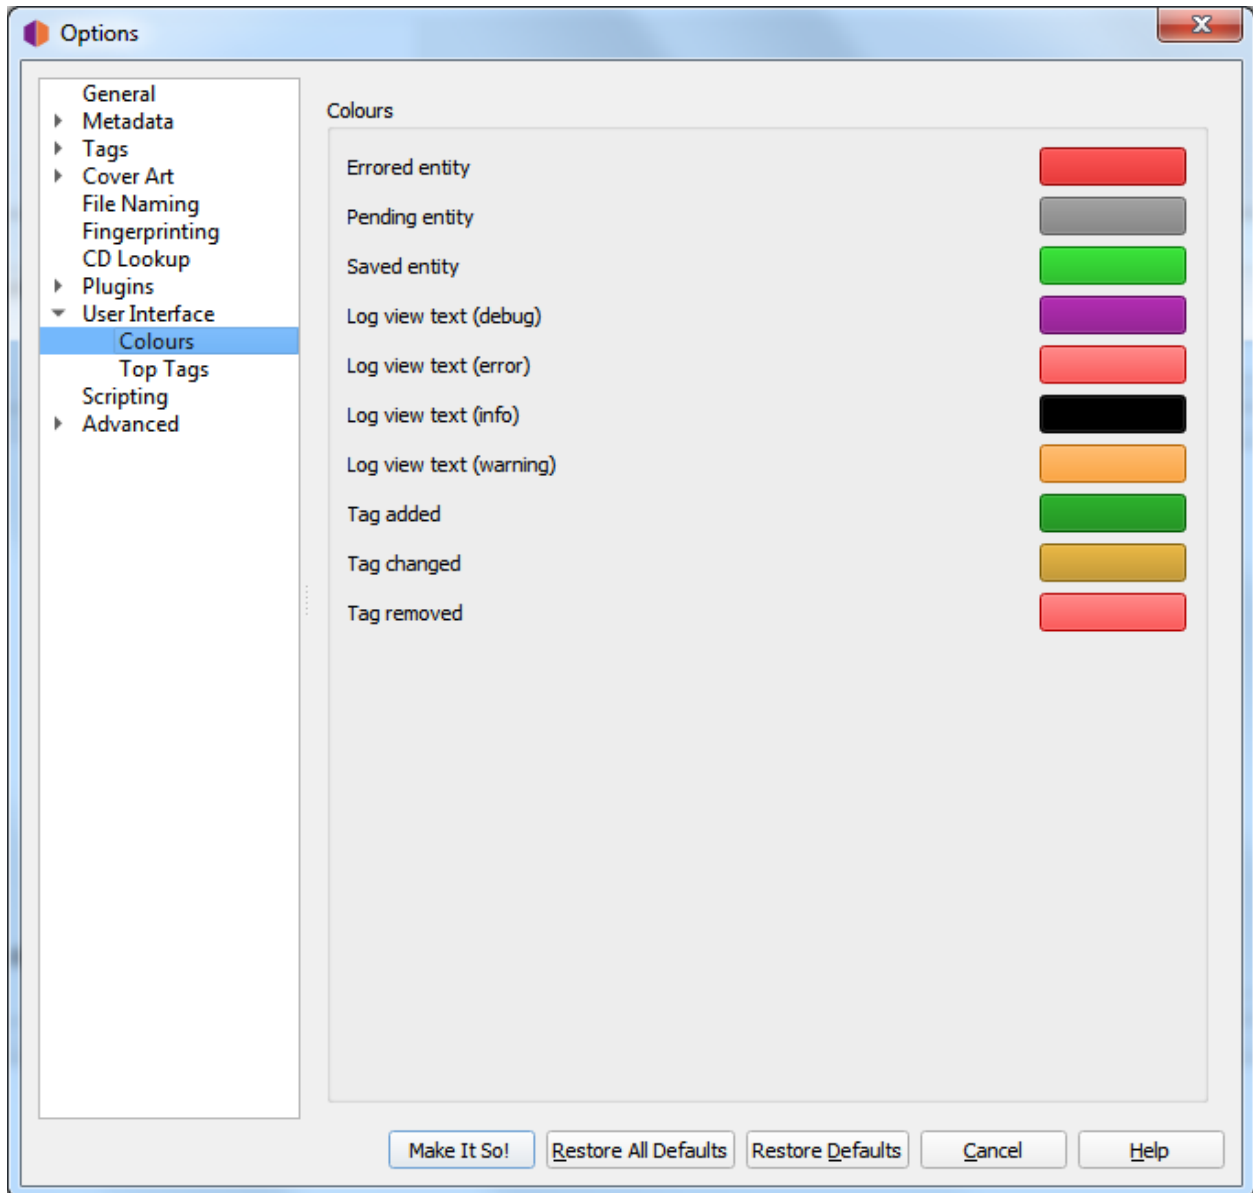 Options
General
Metadata
Tags
Cover Art
File Naming
Fingerprinting
CD Lookup
Plugins
User Interface
Colours
Top Tags
Scripting
Advanced
Colours
Errored entity
Pending entity
Saved entity
Log view text (debug)
Log view text (error)
Log view text (info)
Log view text (warning)
Tag added
Tag changed
Tag removed
Make It So! Restore All Defaults Restore Defaults Cancel Help